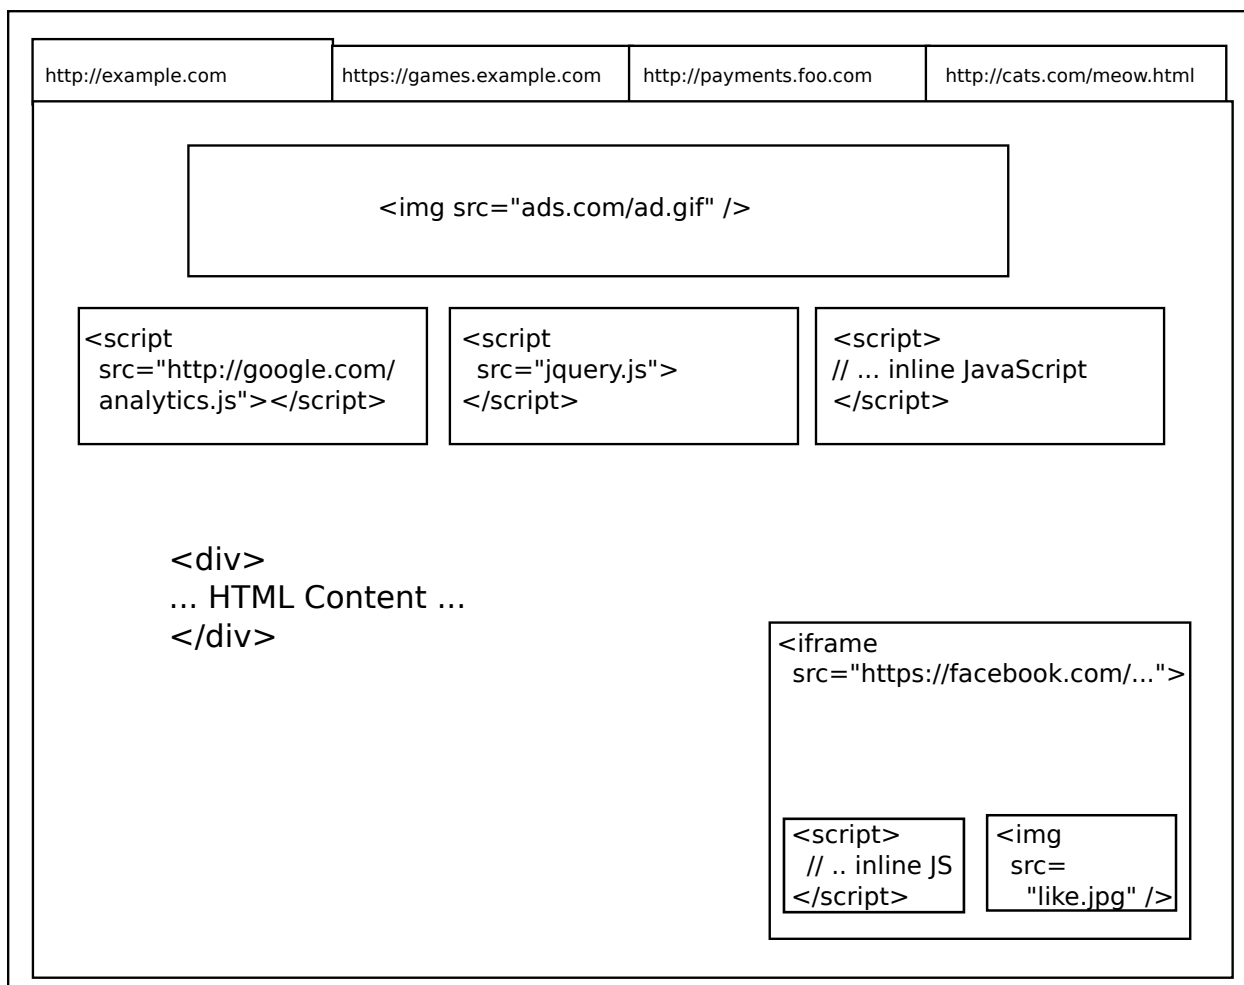 http://example.com
https://games.example.com
http://payments.foo.com
http://cats.com/meow.html
<img src="ads.com/ad.gif" />
<script
src="http://google.com/
analytics.js"></script>
<script
src="jquery.js">
</script>
<script>
// ... inline JavaScript
</script>
<div>
... HTML Content ...
</div>
<iframe
src="https://facebook.com/...">
<script>
// .. inline JS
</script>
<img
src=
"like.jpg" />